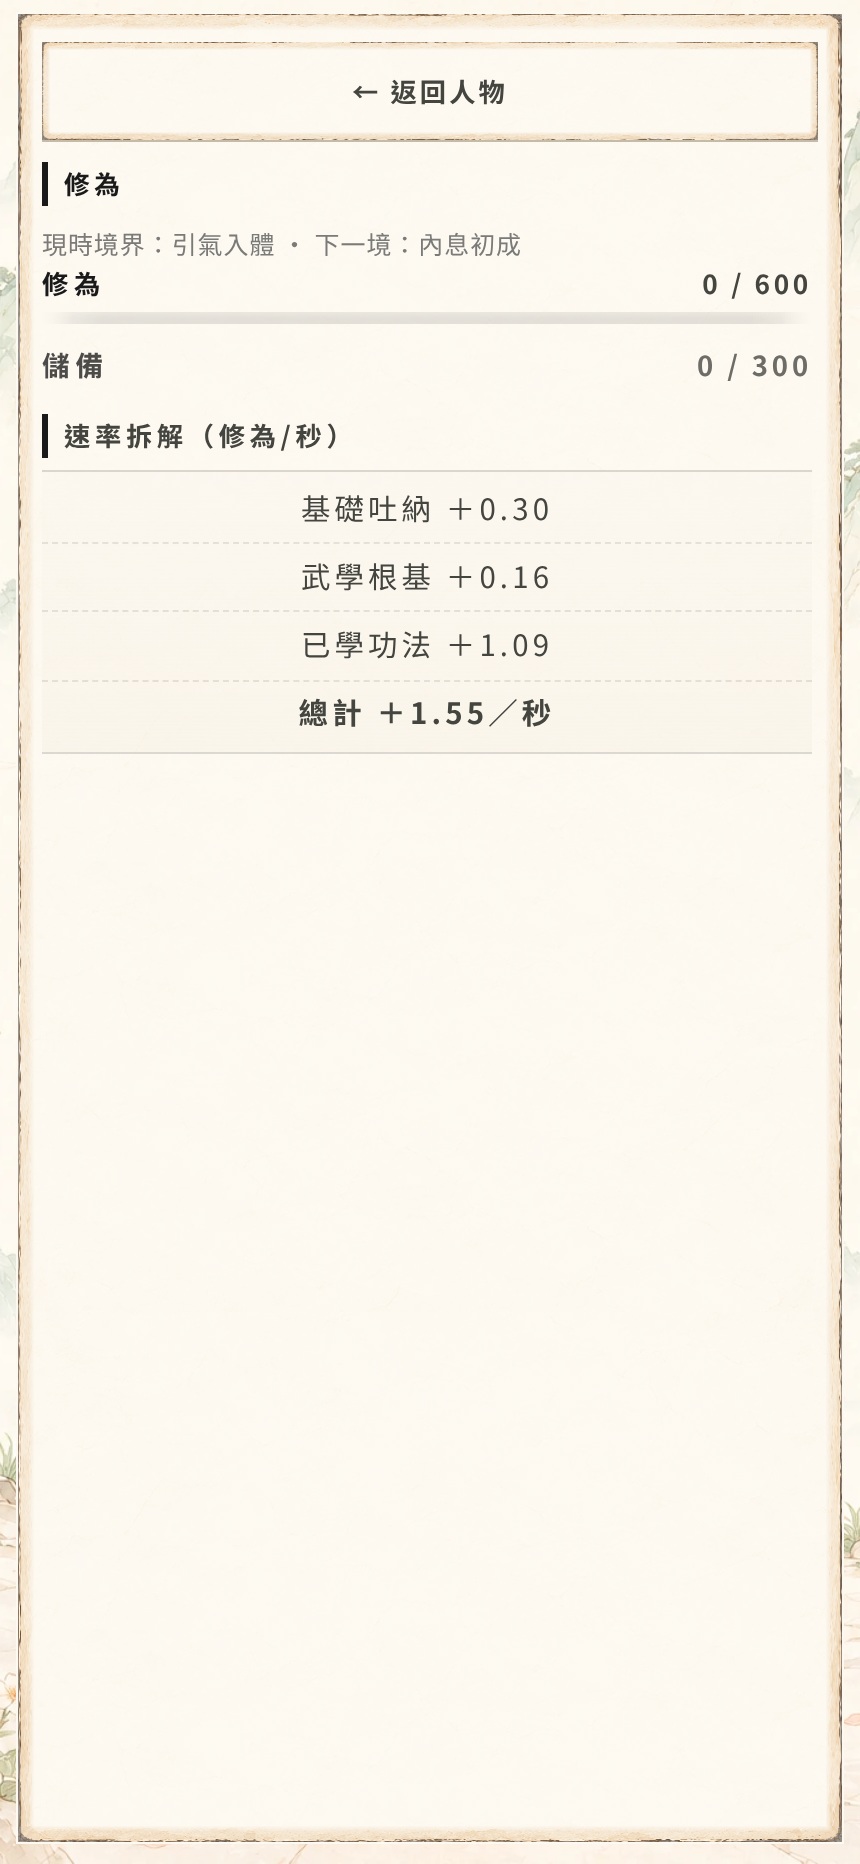 ← 返回人物
修為
現時境界：引氣入體 · 下一境：內息初成
修為 0 / 600
儲備 0 / 300
速率拆解（修為/秒）
基礎吐納 ＋0.30
武學根基 ＋0.16
已學功法 ＋1.09
總計 ＋1.55／秒